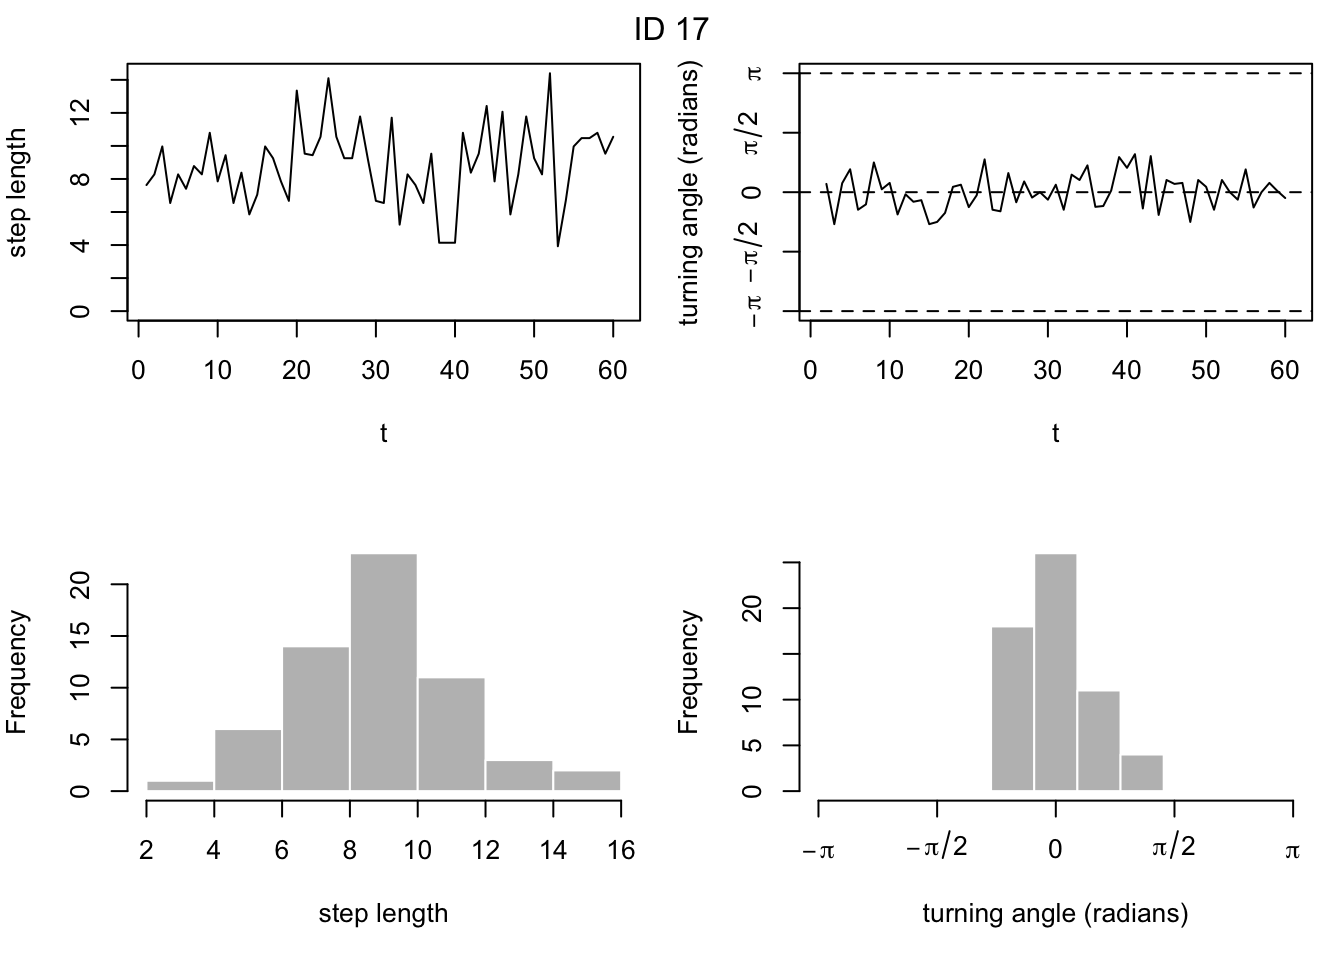 ID 17
step length
0 4 8 12
0 10 20 30 40 50 60
t
turning angle (radians)
−π −π/2 0 π/2 π
0 10 20 30 40 50 60
t
Frequency
0 5 10 15 20
2 4 6 8 10 12 14 16
step length
Frequency
0 5 10 20
−π −π/2 0 π/2 π
turning angle (radians)